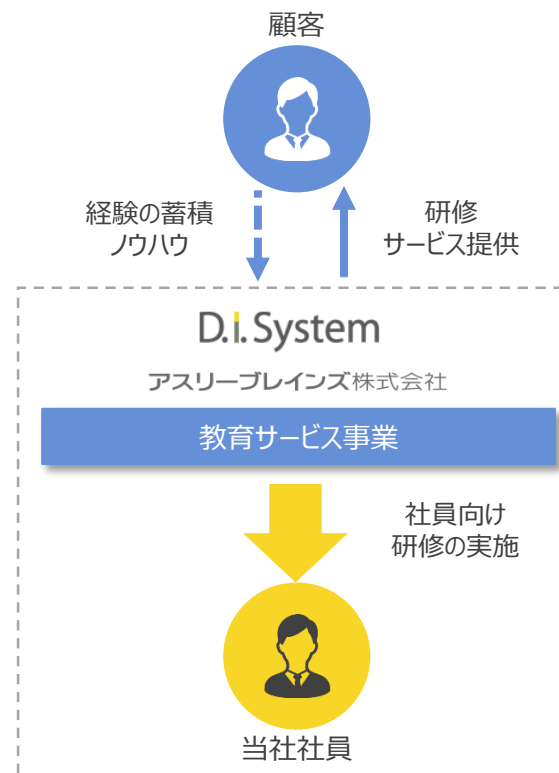 顧客
経験の蓄積
ノウハウ
研修
サービス提供
D.i.System
アスリーブレインズ株式会社
教育サービス事業
社員向け
研修の実施
当社社員